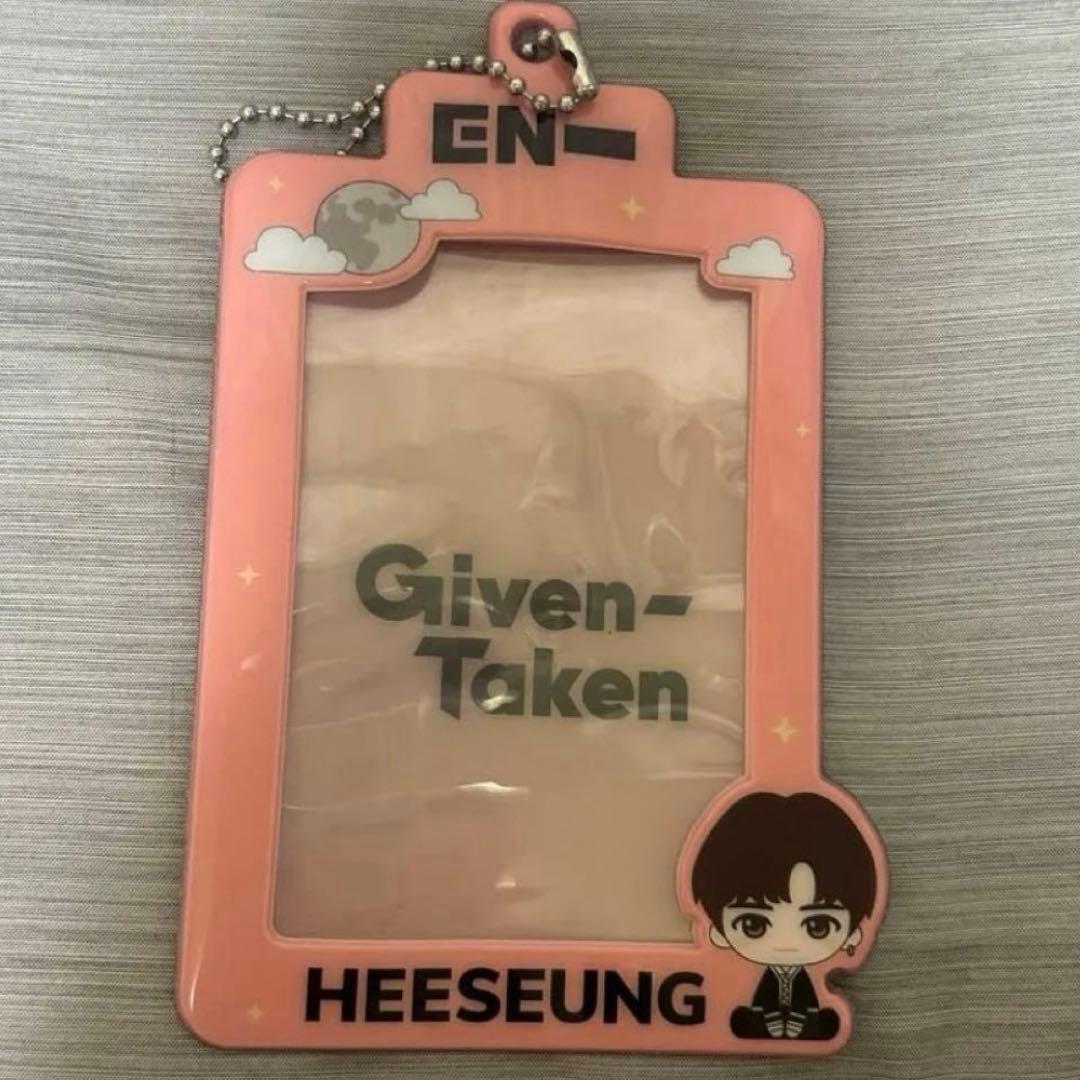 EN-
Given-
Taken
HEESEUNG